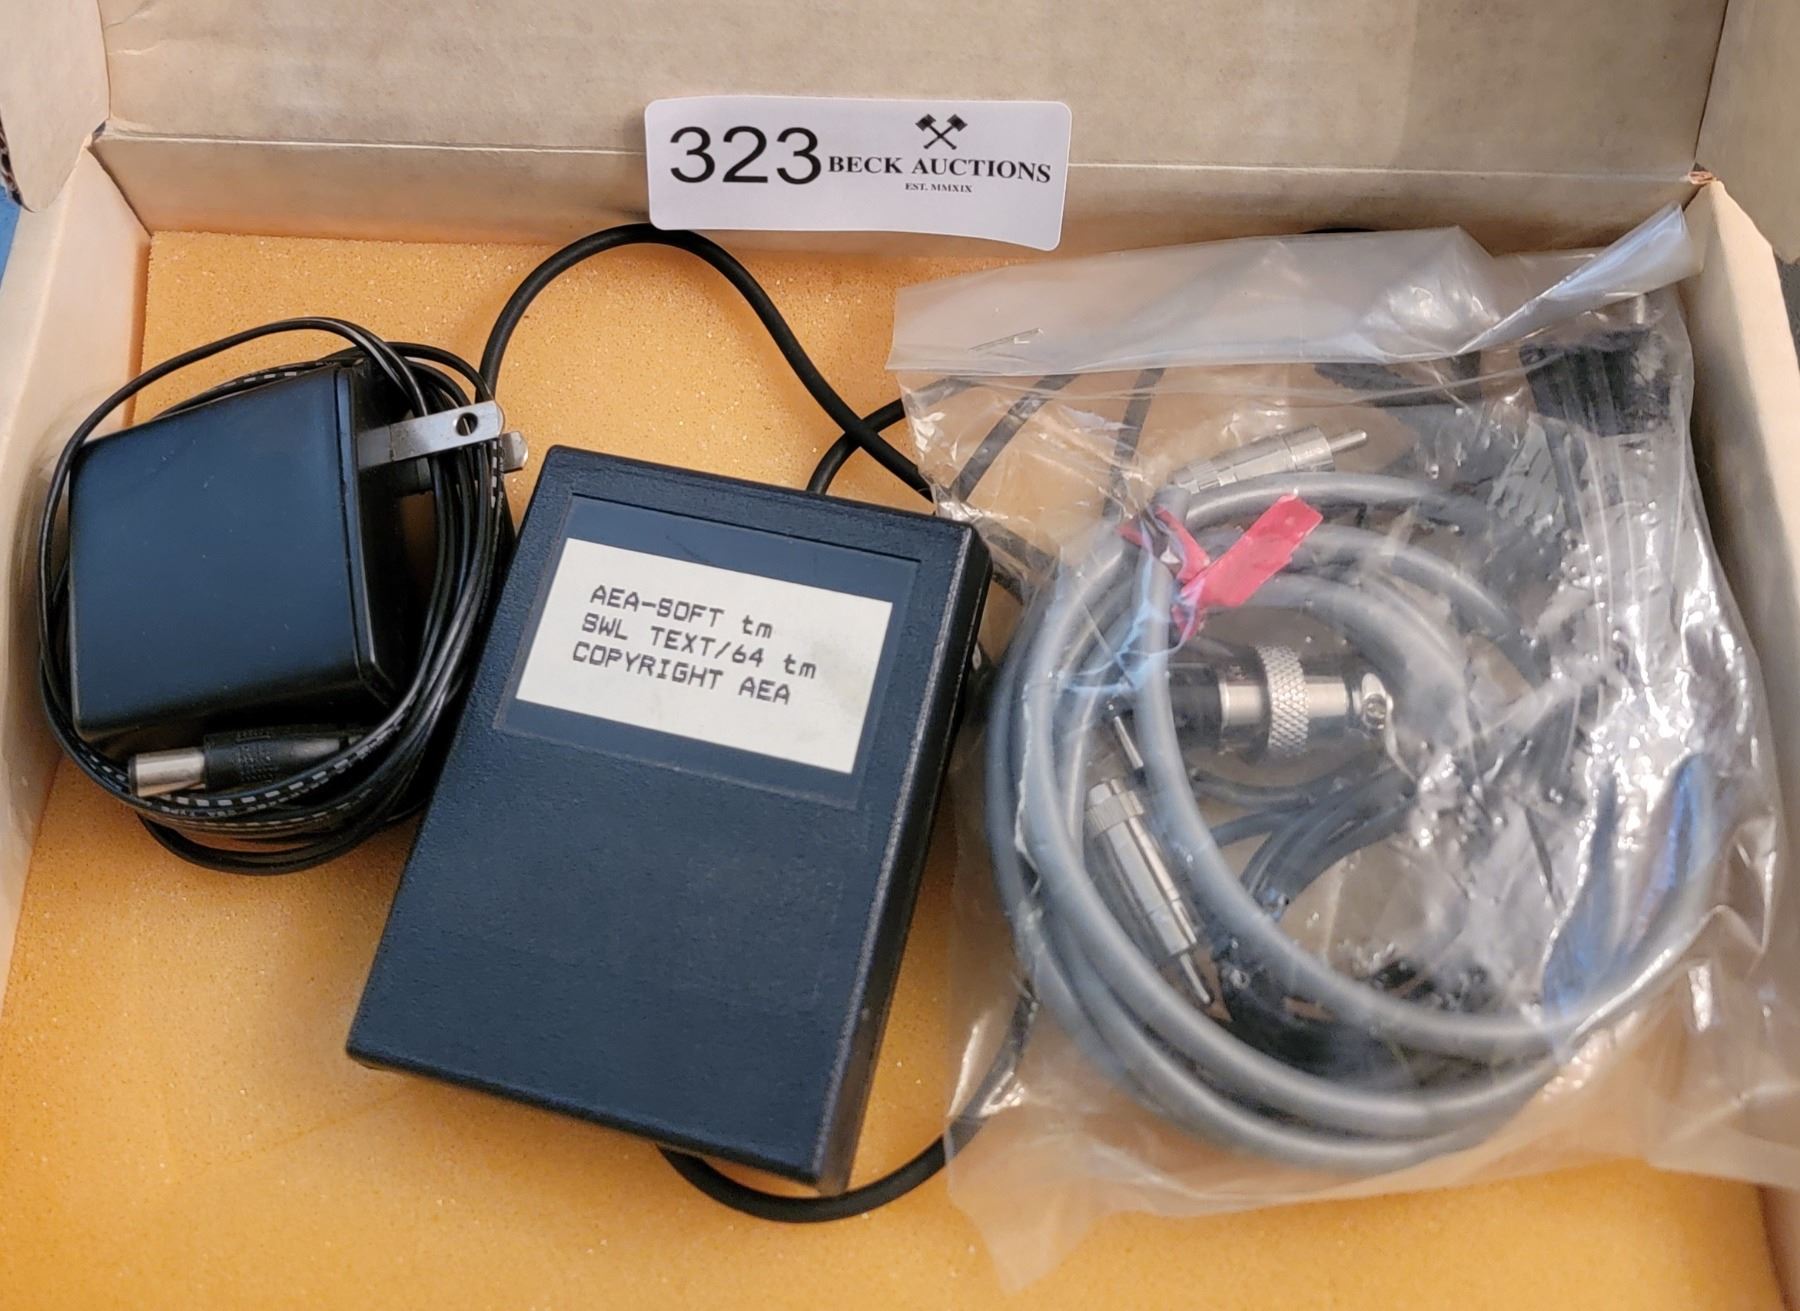 323
BECK AUCTIONS
EST. MMXIX
AEA-SOFT tm
SWL TEXT/64 tm
COPYRIGHT AEA